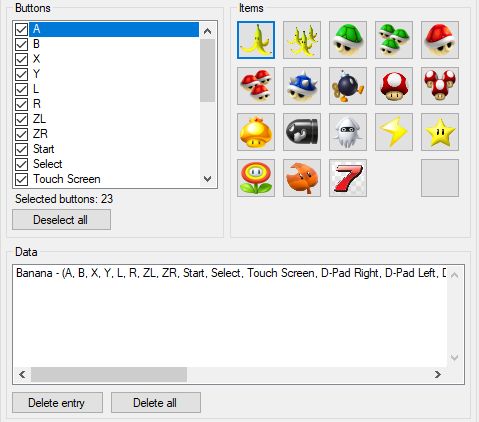 Buttons
A
B
X
Y
L
R
ZL
ZR
Start
Select
Touch Screen
Selected buttons: 23
Deselect all
Items
7
Data
Banana - (A, B, X, Y, L, R, ZL, ZR, Start, Select, Touch Screen, D-Pad Right, D-Pad Left, D
Delete entry
Delete all